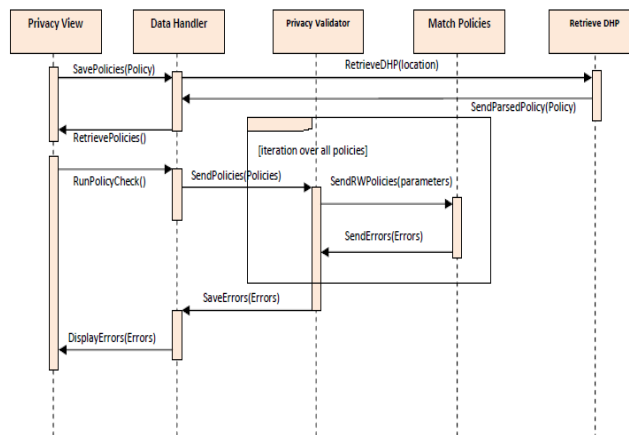 Privacy View
Data Handler
Privacy Validator
Match Policies
Retrieve DHP
SavePolicies(Policy)
RetrieveDHP(location)
SendParsedPolicy(Policy)
RetrievePolicies()
[iteration over all policies]
RunPolicyCheck()
SendPolicies(Policies)
SendRWPolicies(parameters)
SendErrors(Errors)
SaveErrors(Errors)
DisplayErrors(Errors)